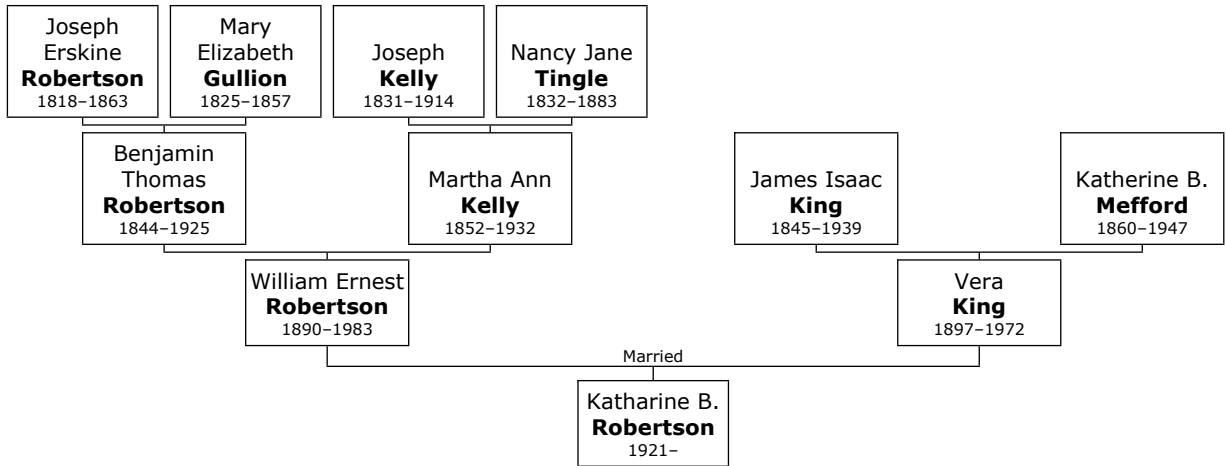 Joseph
Erskine
Robertson
1818–1863
Mary
Elizabeth
Gullion
1825–1857
Joseph
Kelly
1831–1914
Nancy Jane
Tingle
1832–1883
Benjamin
Thomas
Robertson
1844–1925
Martha Ann
Kelly
1852–1932
James Isaac
King
1845–1939
Katherine B.
Mefford
1860–1947
William Ernest
Robertson
1890–1983
Vera
King
1897–1972
Married
Katharine B.
Robertson
1921–